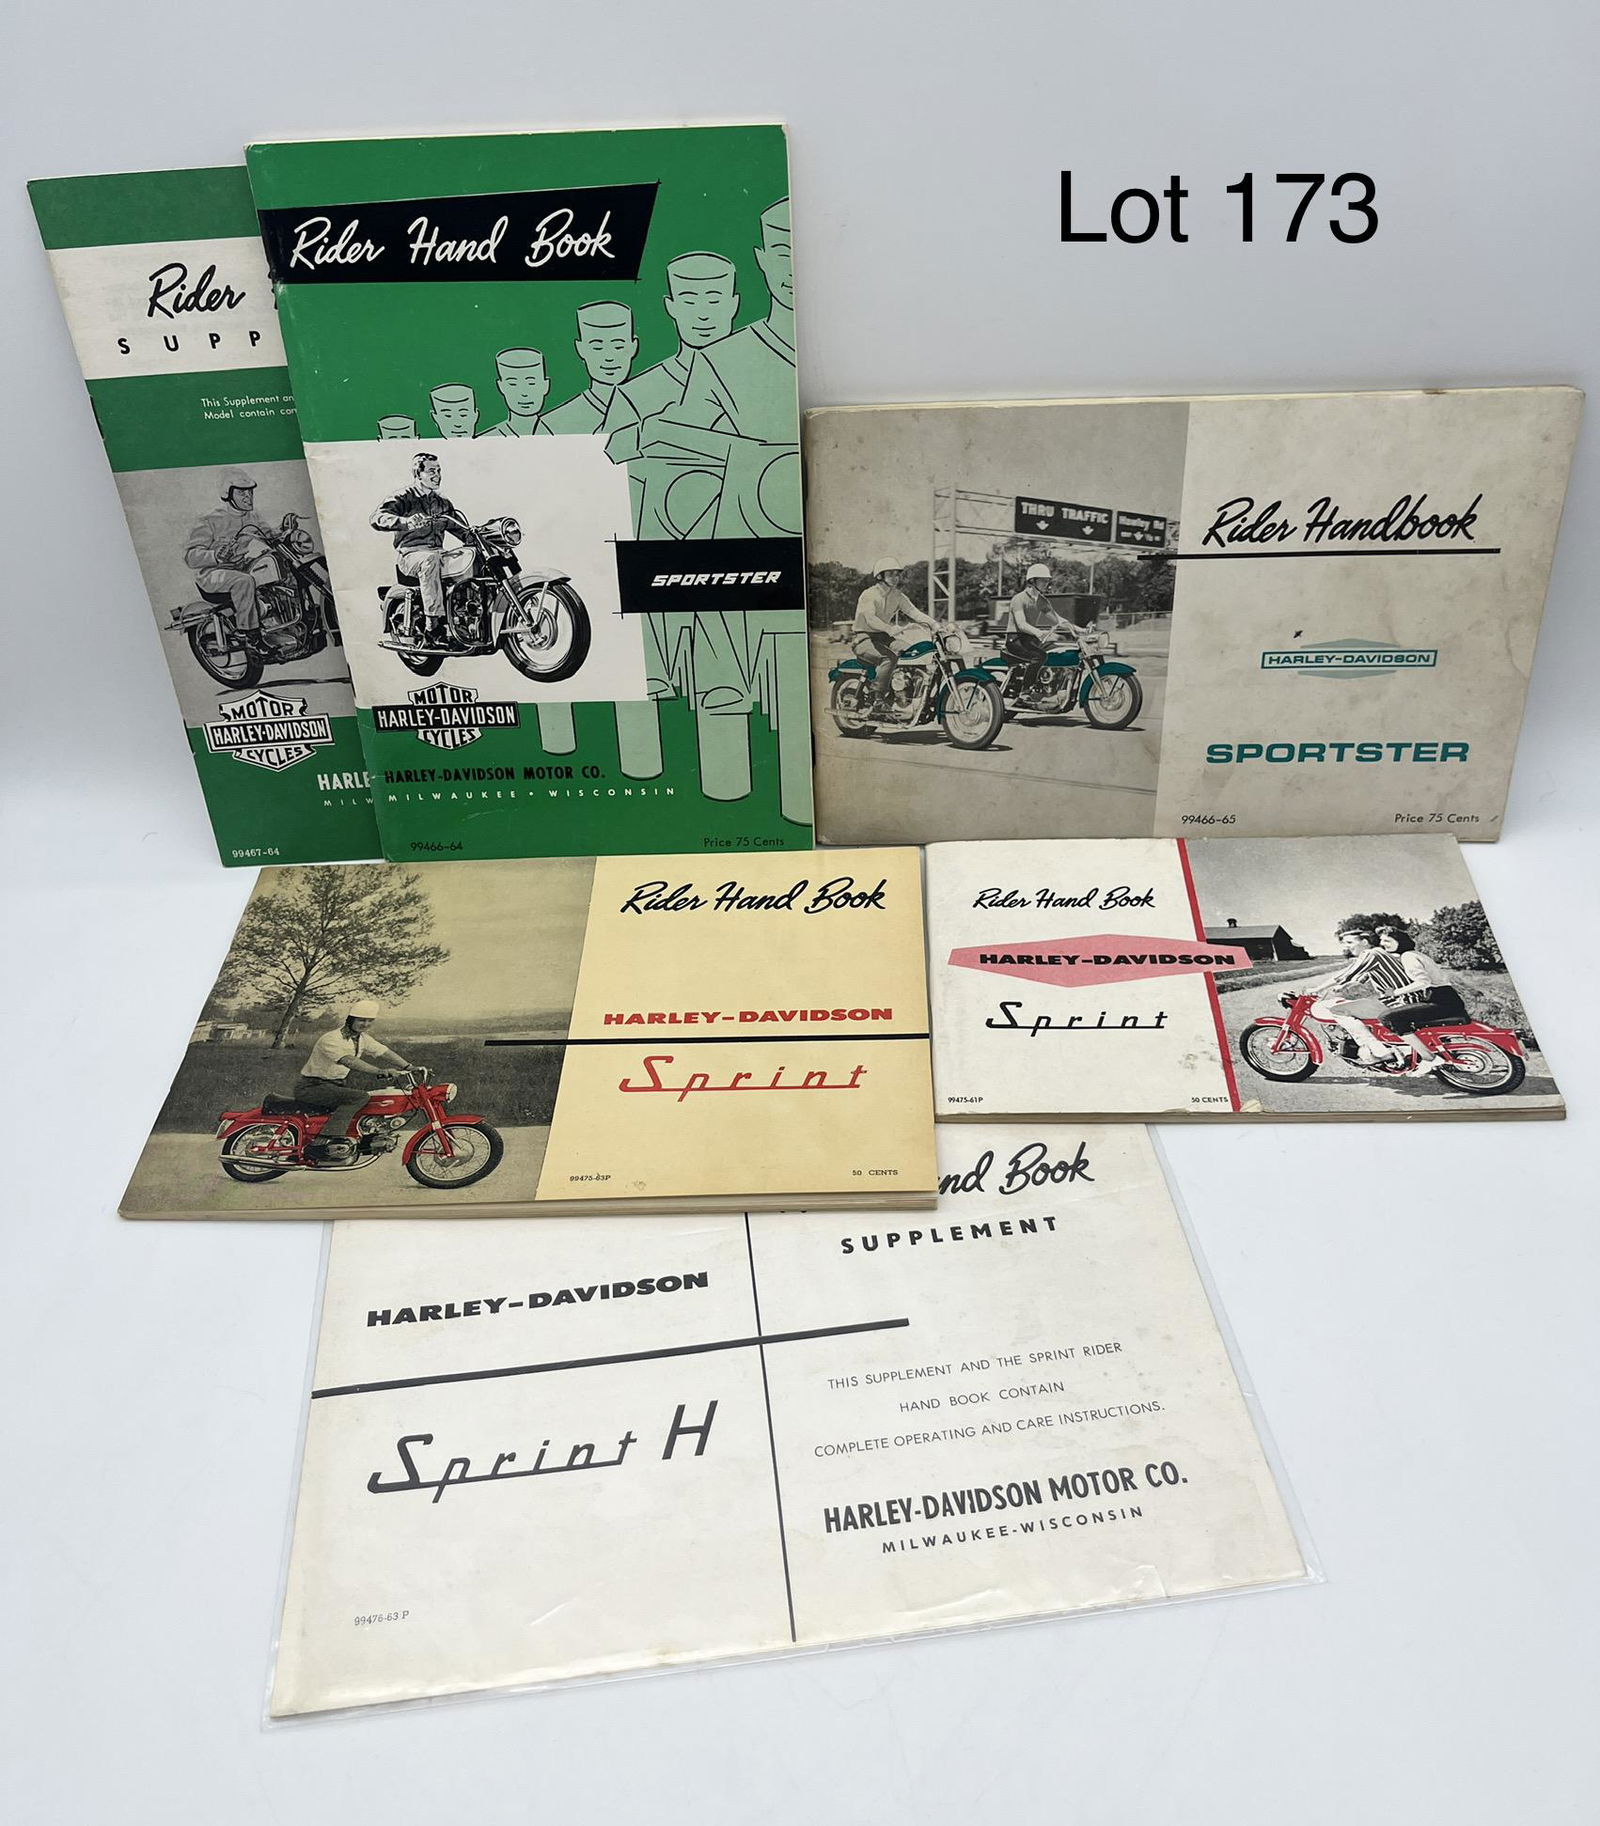 Lot 173
Rider
SUPP
This Supplement an
Model contain con
MOTOR
HARLEY-DAVIDSON
CYCLES
HARLE
MILW
99467-64
Rider Hand Book
SPORTSTER
MOTOR
HARLEY-DAVIDSON
CYCLES
HARLEY-DAVIDSON MOTOR CO.
MILWAUKEE • WISCONSIN
99466-64
Price 75 Cents
THRU TRAFFIC
Hawley Rd
Rider Handbook
HARLEY-DAVIDSON
SPORTSTER
99466-65
Price 75 Cents
Rider Hand Book
HARLEY-DAVIDSON
Sprint
99475-63P
50 CENTS
Rider Hand Book
HARLEY-DAVIDSON
Sprint
99475-61P
50 CENTS
nd Book
SUPPLEMENT
HARLEY-DAVIDSON
Sprint H
THIS SUPPLEMENT AND THE SPRINT RIDER
HAND BOOK CONTAIN
COMPLETE OPERATING AND CARE INSTRUCTIONS.
HARLEY-DAVIDSON MOTOR CO.
MILWAUKEE-WISCONSIN
99476-63 P